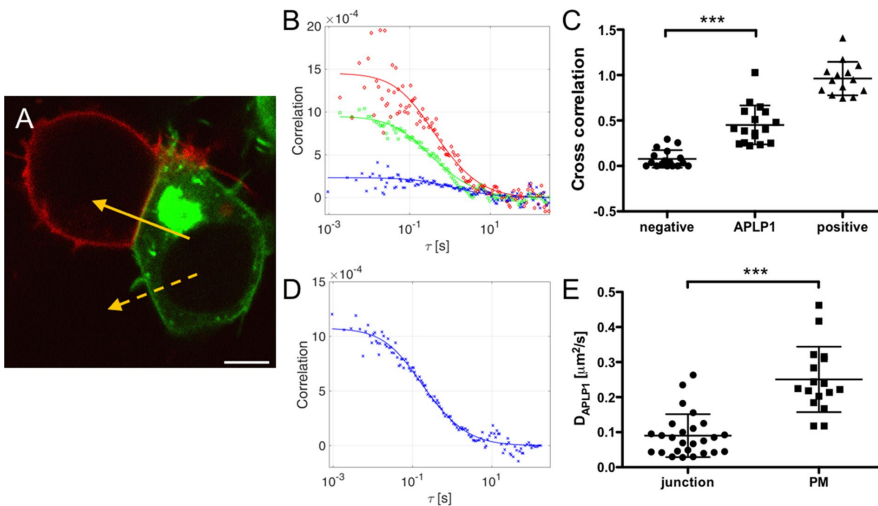 A
B
×10⁻⁴
Correlation
20
15
10
5
0
10⁻³
10⁻¹
10¹
τ [s]
C
***
Cross correlation
1.5
1.0
0.5
0.0
-0.5
negative APLP1 positive
D
×10⁻⁴
Correlation
15
10
5
0
10⁻³
10⁻¹
10¹
τ [s]
E
***
D_APLP1 [µm²/s]
0.5
0.4
0.3
0.2
0.1
0.0
junction PM